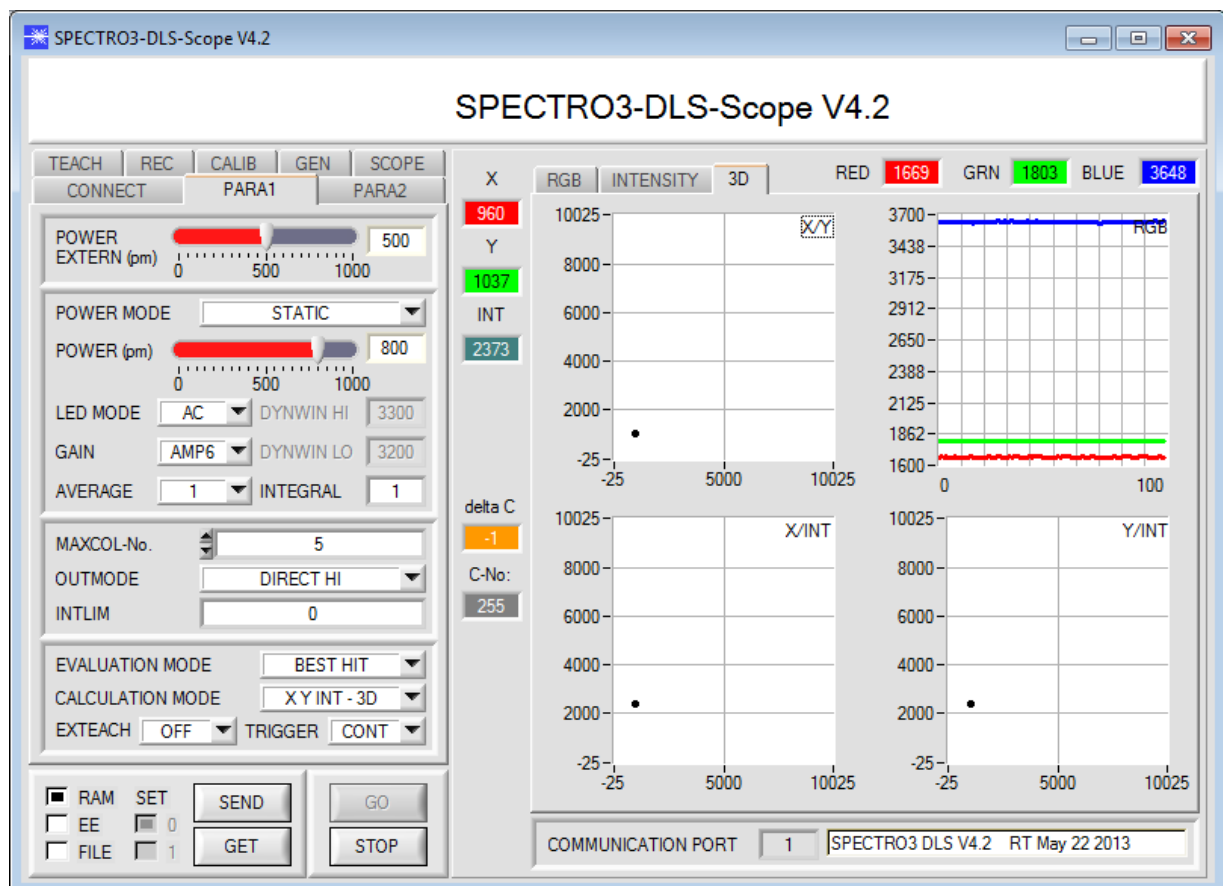 SPECTRO3-DLS-Scope V4.2
SPECTRO3-DLS-Scope V4.2
TEACH REC CALIB GEN SCOPE
CONNECT PARA1 PARA2
POWER
EXTERN (pm)
500
0 500 1000
POWER MODE STATIC
POWER (pm) 800
0 500 1000
LED MODE AC DYNWIN HI 3300
GAIN AMP6 DYNWIN LO 3200
AVERAGE 1 INTEGRAL 1
MAXCOL-No. 5
OUTMODE DIRECT HI
INTLIM 0
EVALUATION MODE BEST HIT
CALCULATION MODE X Y INT - 3D
EXTEACH OFF TRIGGER CONT
RAM SET SEND GO
EE 0
FILE 1 GET STOP
X
960
Y
1037
INT
2373
delta C
-1
C-No:
255
RGB INTENSITY 3D RED 1669 GRN 1803 BLUE 3648
X/Y
10025
8000
6000
4000
2000
-25
-25 5000 10025
RGB
3700
3438
3175
2912
2650
2388
2125
1862
1600
0 100
X/INT
10025
8000
6000
4000
2000
-25
-25 5000 10025
Y/INT
10025
8000
6000
4000
2000
-25
-25 5000 10025
COMMUNICATION PORT 1 SPECTRO3 DLS V4.2 RT May 22 2013